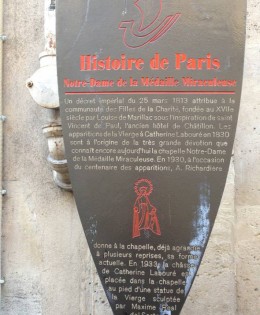 Histoire de Paris
Notre-Dame de la Médaille Miraculeuse
Un décret impérial du 25 mars 1813 attribue à la
communauté des Filles de la Charité, fondée au XVIIe
siècle par Louise de Marillac sous l'inspiration de saint
Vincent de Paul, l'ancien hôtel de Châtillon. Les
apparitions de la Vierge à Catherine Labouré en 1830
sont à l'origine de la très grande dévotion que
connaît encore aujourd'hui la chapelle Notre-Dame
de la Médaille Miraculeuse. En 1930, à l'occasion
du centenaire des apparitions, A. Richardière
donne à la chapelle, déjà agrandie
à plusieurs reprises, sa forme
actuelle. En 1933, la châsse
de Catherine Labouré est
placée dans la chapelle
au pied d'une statue de
la Vierge sculptée
par Maxime Real
del Sarte